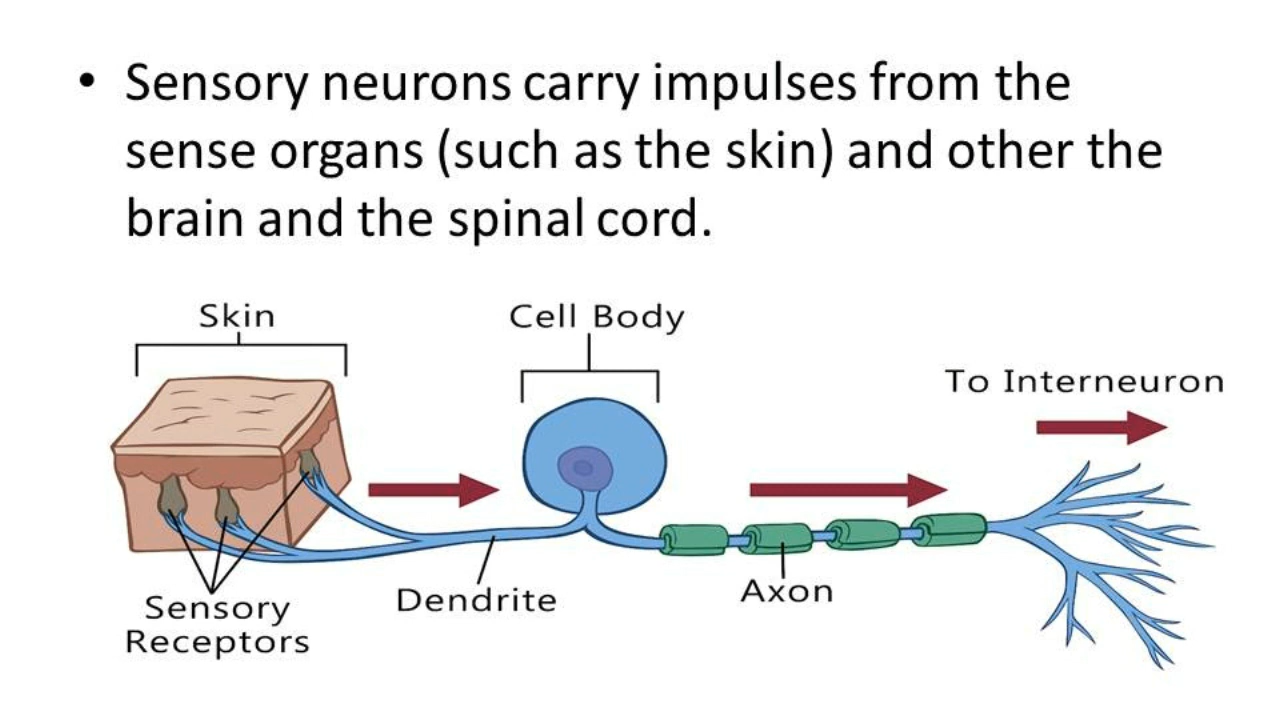 • Sensory neurons carry impulses from the
sense organs (such as the skin) and other the
brain and the spinal cord.
Skin
Cell Body
To Interneuron
Dendrite
Axon
Sensory
Receptors